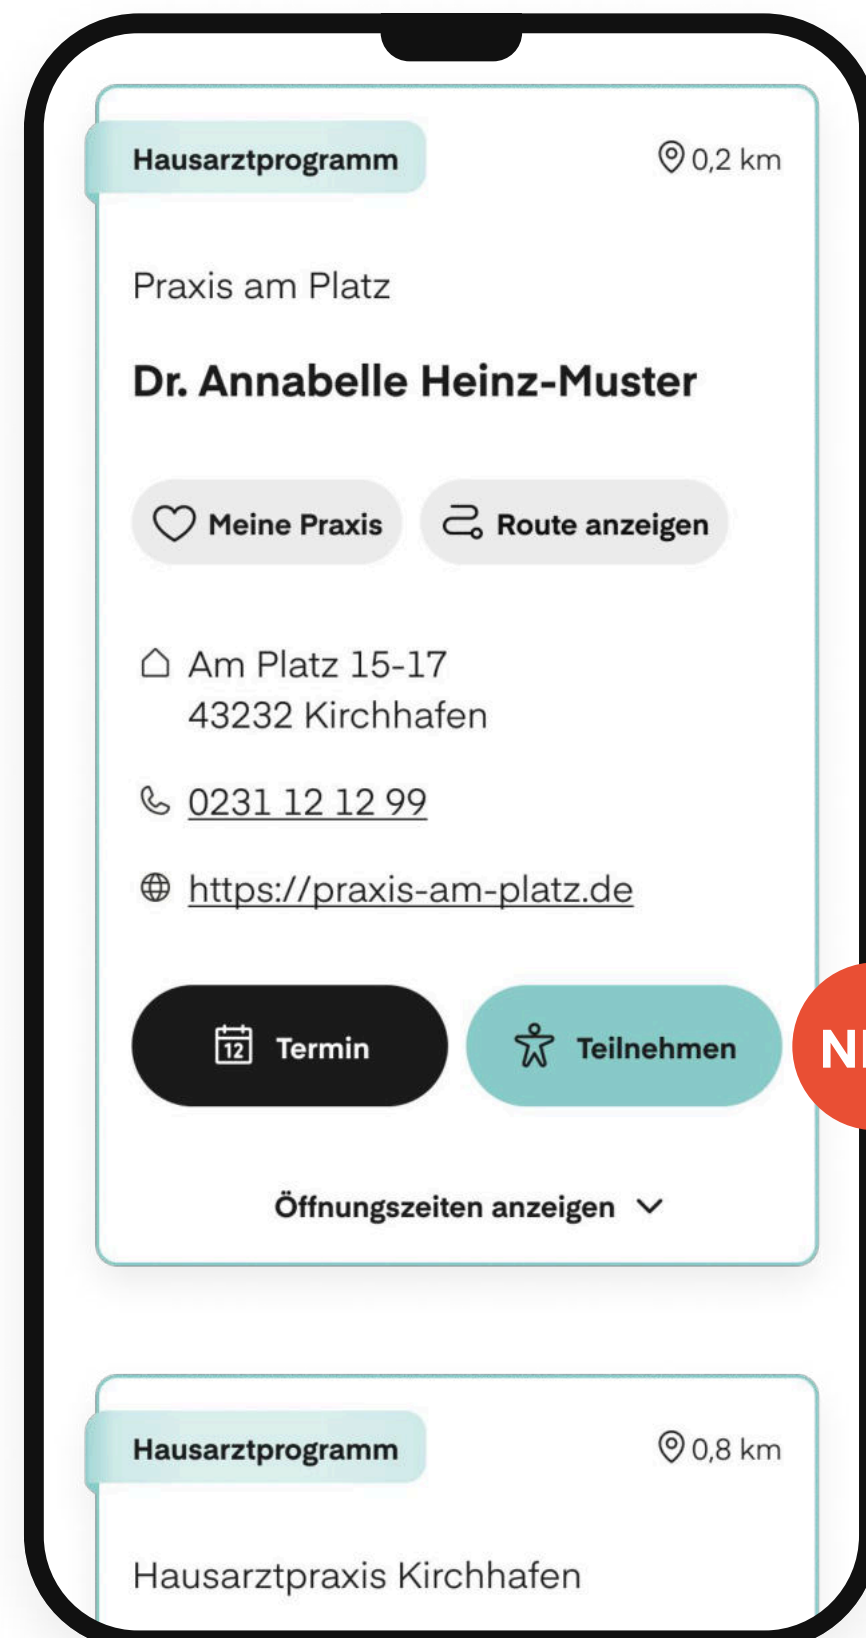 Hausarztprogramm
0,2 km
Praxis am Platz
Dr. Annabelle Heinz-Muster
Meine Praxis
Route anzeigen
Am Platz 15-17
43232 Kirchhafen
0231 12 12 99
https://praxis-am-platz.de
12
Termin
Teilnehmen
Öffnungszeiten anzeigen
Hausarztprogramm
0,8 km
Hausarztpraxis Kirchhafen